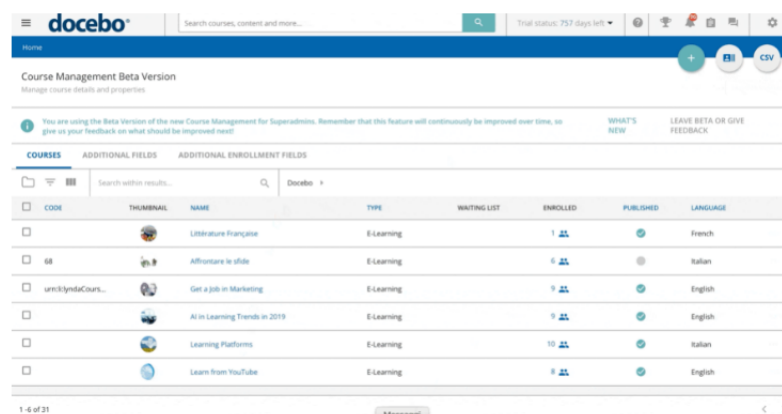 docebo®
Search courses, content and more...
Trial status: 757 days left
Home
CSV
Course Management Beta Version
Manage course details and properties
You are using the Beta Version of the new Course Management for Superadmins. Remember that this feature will continuously be improved over time, so
give us your feedback on what should be improved next!
WHAT'S
NEW
LEAVE BETA OR GIVE
FEEDBACK
COURSES ADDITIONAL FIELDS ADDITIONAL ENROLLMENT FIELDS
Search within results... Docebo
CODE THUMBNAIL NAME TYPE WAITING LIST ENROLLED PUBLISHED LANGUAGE
Littérature Française E-Learning 1 French
68 Affrontare le sfide E-Learning 6 Italian
urn:li:lyndaCours... Get a Job in Marketing E-Learning 9 English
AI in Learning Trends in 2019 E-Learning 9 English
Learning Platforms E-Learning 10 Italian
Learn from YouTube E-Learning 8 English
1 -6 of 31